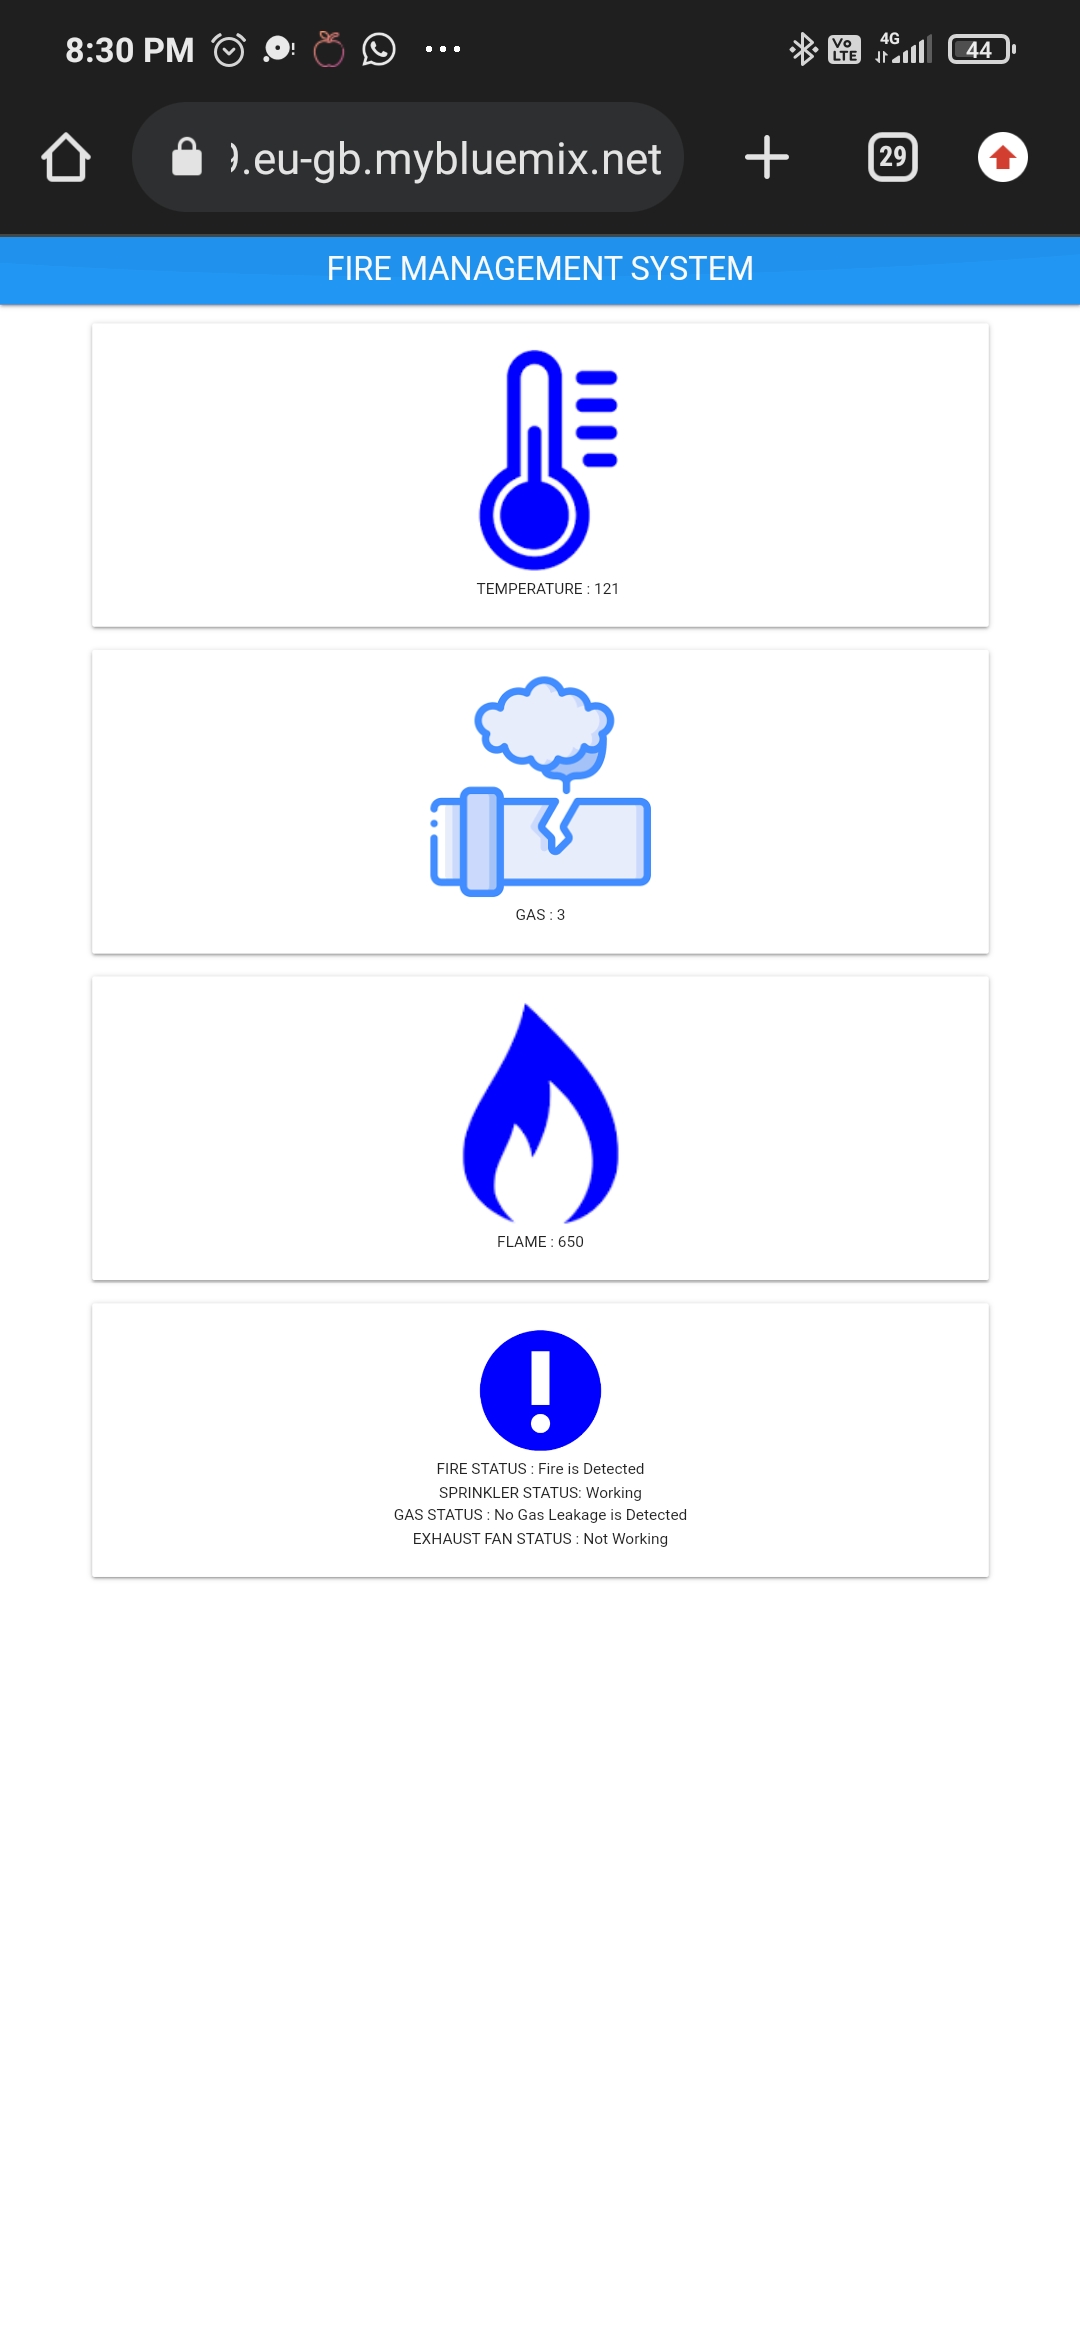 8:30 PM
4G
Vo
LTE
44
.eu-gb.mybluemix.net
29
FIRE MANAGEMENT SYSTEM
TEMPERATURE : 121
GAS : 3
FLAME : 650
FIRE STATUS : Fire is Detected
SPRINKLER STATUS: Working
GAS STATUS : No Gas Leakage is Detected
EXHAUST FAN STATUS : Not Working